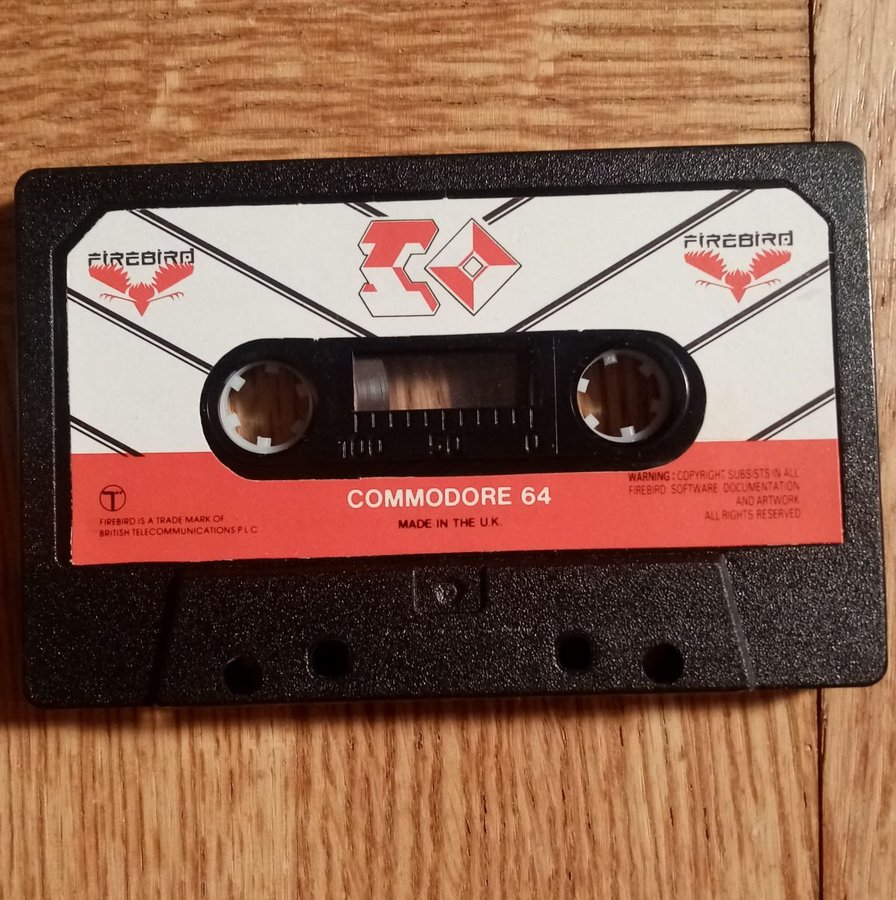 FIREBIRD
FIREBIRD
100 50 0
COMMODORE 64
MADE IN THE U.K.
T
FIREBIRD IS A TRADE MARK OF
BRITISH TELECOMMUNICATIONS P L C
WARNING : COPYRIGHT SUBSISTS IN ALL
FIREBIRD SOFTWARE DOCUMENTATION
AND ARTWORK
ALL RIGHTS RESERVED